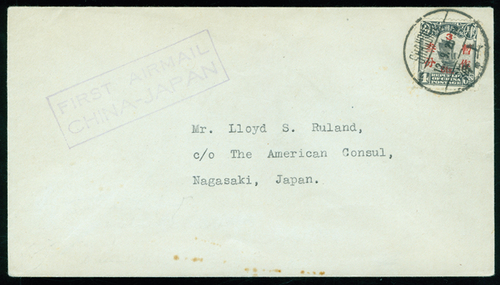 FIRST AIRMAIL
CHINA-JAPAN
Mr. Lloyd S. Ruland,
c/o The American Consul,
Nagasaki, Japan.